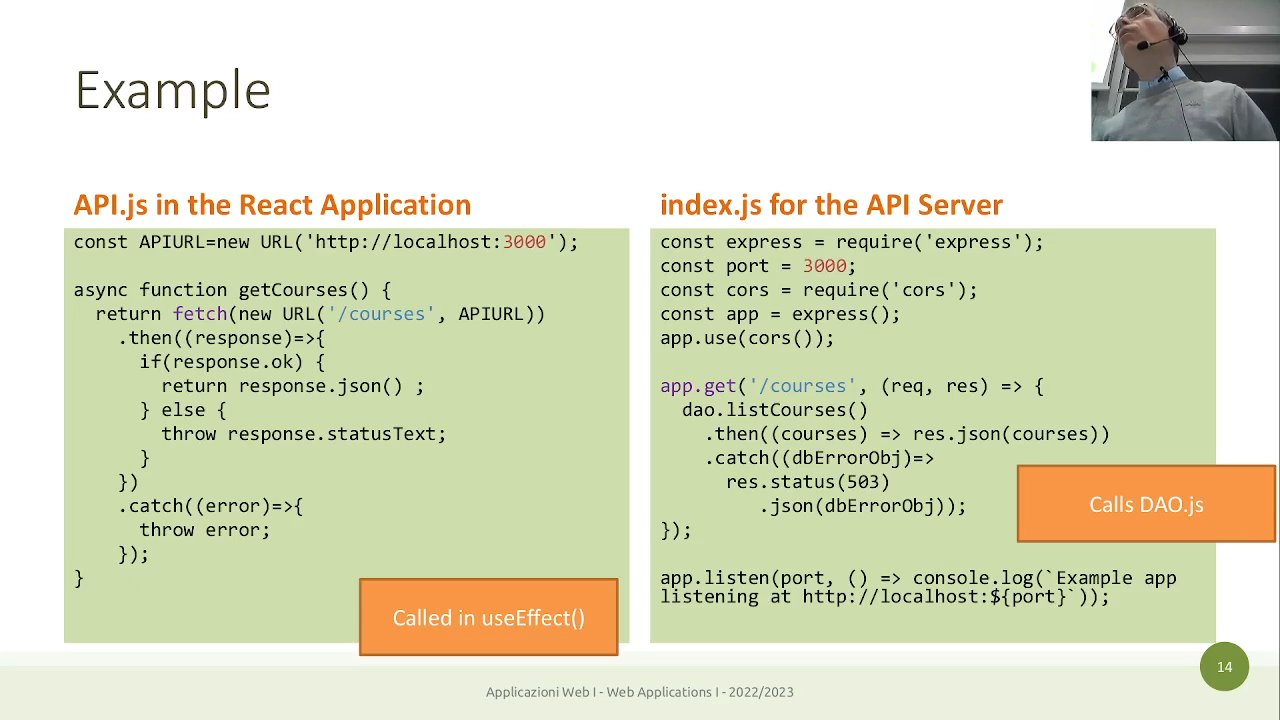 Example
API.js in the React Application
const APIURL=new URL('http://localhost:3000');
async function getCourses() {
  return fetch(new URL('/courses', APIURL))
    .then((response)=>{
      if(response.ok) {
        return response.json() ;
      } else {
        throw response.statusText;
      }
    })
    .catch((error)=>{
      throw error;
    });
}
Called in useEffect()
index.js for the API Server
const express = require('express');
const port = 3000;
const cors = require('cors');
const app = express();
app.use(cors());
app.get('/courses', (req, res) => {
  dao.listCourses()
    .then((courses) => res.json(courses))
    .catch((dbErrorObj)=>
      res.status(503)
         .json(dbErrorObj));
});
Calls DAO.js
app.listen(port, () => console.log(`Example app
listening at http://localhost:${port}`));
14
Applicazioni Web I - Web Applications I - 2022/2023